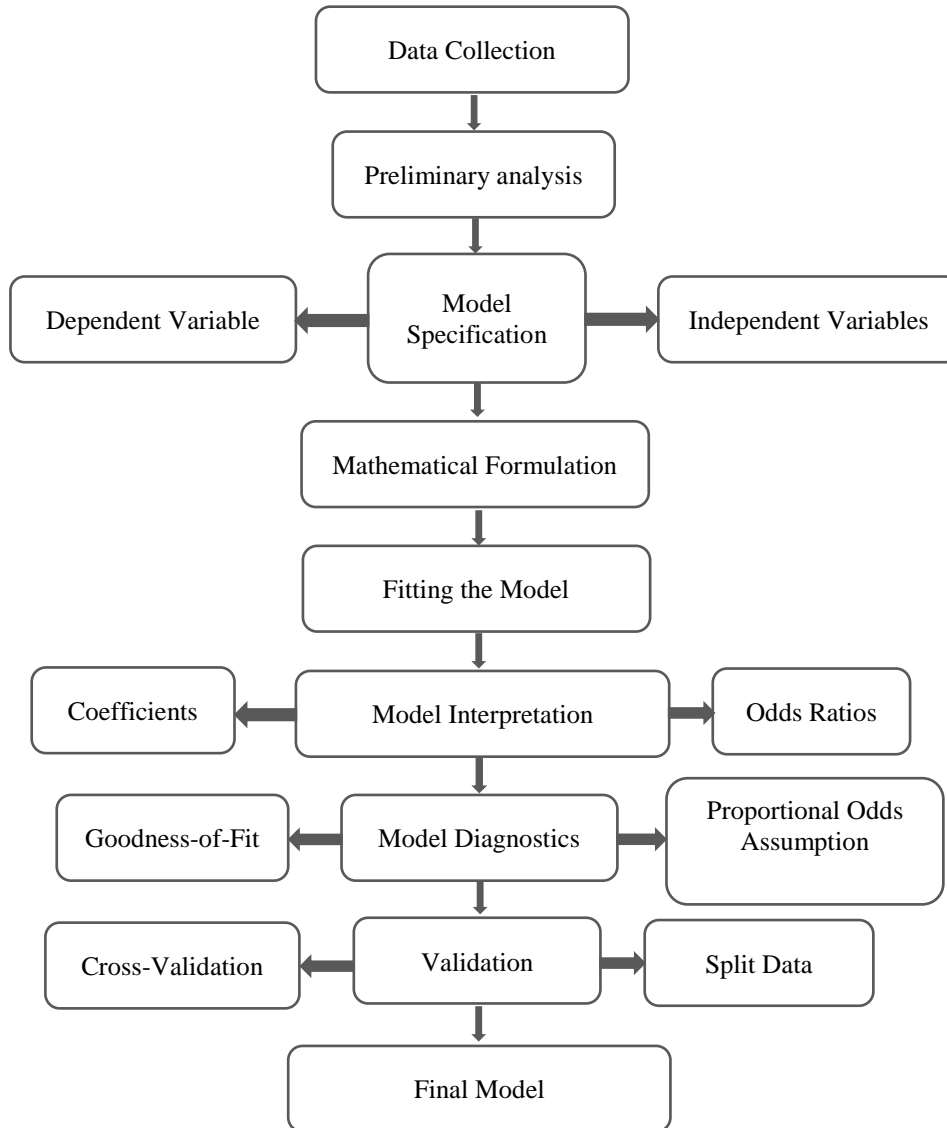 Data Collection
Preliminary analysis
Dependent Variable
Model
Specification
Independent Variables
Mathematical Formulation
Fitting the Model
Coefficients
Model Interpretation
Odds Ratios
Goodness-of-Fit
Model Diagnostics
Proportional Odds
Assumption
Cross-Validation
Validation
Split Data
Final Model